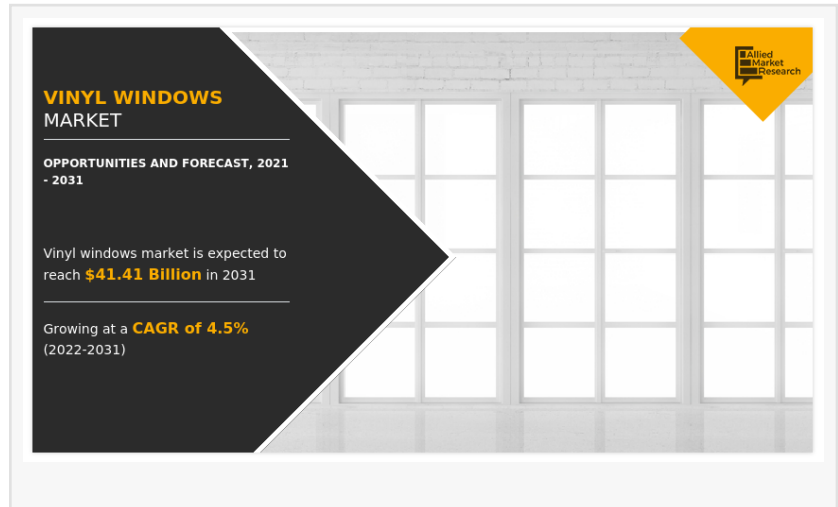 VINYL WINDOWS
MARKET
OPPORTUNITIES AND FORECAST, 2021
- 2031
Vinyl windows market is expected to
reach $41.41 Billion in 2031
Growing at a CAGR of 4.5%
(2022-2031)
Allied
Market
Research